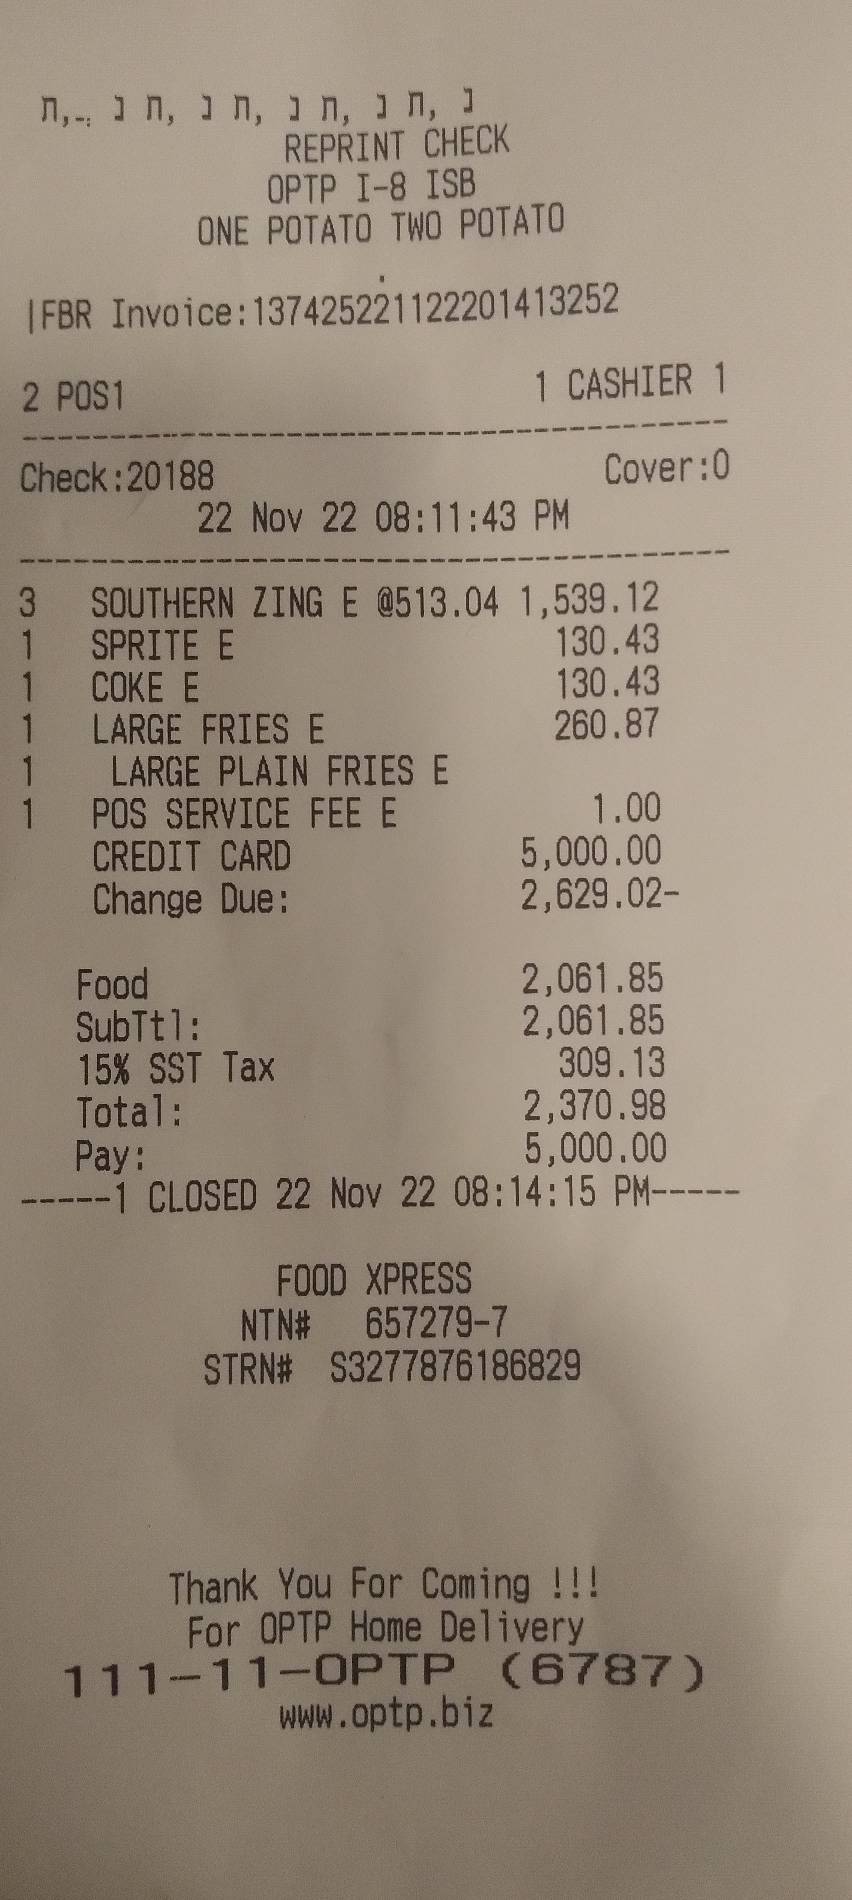 ח,-: נ ח, נ ח, נ ח, נ ח, נ ח, נ
REPRINT CHECK
OPTP I-8 ISB
ONE POTATO TWO POTATO
|FBR Invoice:137425221122201413252
2 POS1 1 CASHIER 1
----------------------------------------
Check:20188 Cover:0
22 Nov 22 08:11:43 PM
----------------------------------------
3 SOUTHERN ZING E @513.04 1,539.12
1 SPRITE E 130.43
1 COKE E 130.43
1 LARGE FRIES E 260.87
1 LARGE PLAIN FRIES E
1 POS SERVICE FEE E 1.00
CREDIT CARD 5,000.00
Change Due: 2,629.02-
Food 2,061.85
SubTtl: 2,061.85
15% SST Tax 309.13
Total: 2,370.98
Pay: 5,000.00
-----1 CLOSED 22 Nov 22 08:14:15 PM-----
FOOD XPRESS
NTN# 657279-7
STRN# S3277876186829
Thank You For Coming !!!
For OPTP Home Delivery
111-11-OPTP (6787)
www.optp.biz